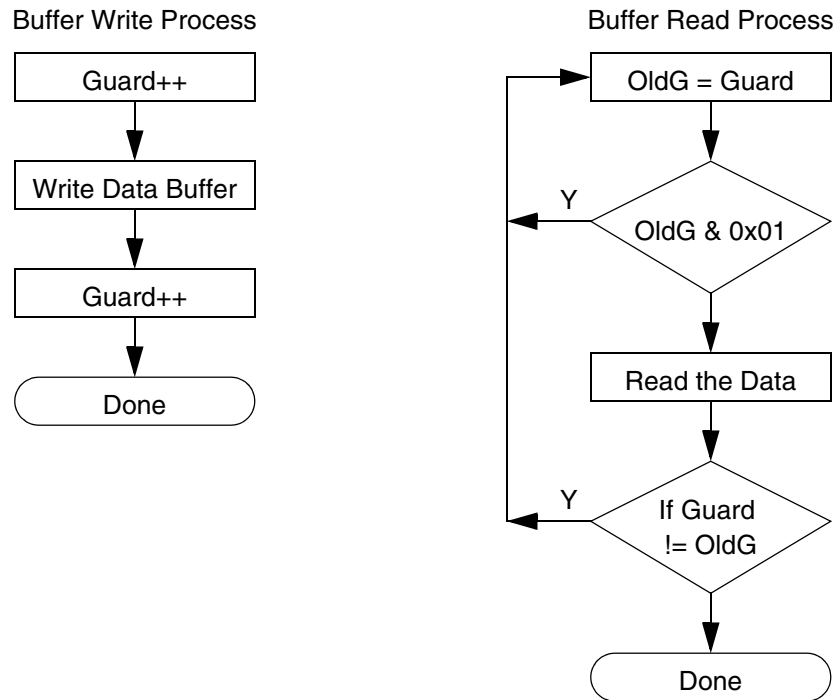 Buffer Write Process
Guard++
Write Data Buffer
Guard++
Done
Buffer Read Process
OldG = Guard
Y
OldG & 0x01
Read the Data
Y
If Guard
!= OldG
Done